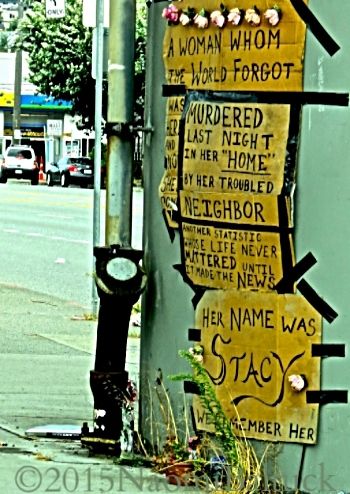 ONLY
A WOMAN WHOM
THE WORLD FORGOT
WAS
MURDERED
LAST NIGHT
IN HER "HOME"
BY HER TROUBLED
NEIGHBOR
ANOTHER STATISTIC
WHOSE LIFE NEVER
MATTERED UNTIL
IT MADE THE NEWS
HER NAME WAS
STACY
WE REMEMBER HER
©2015